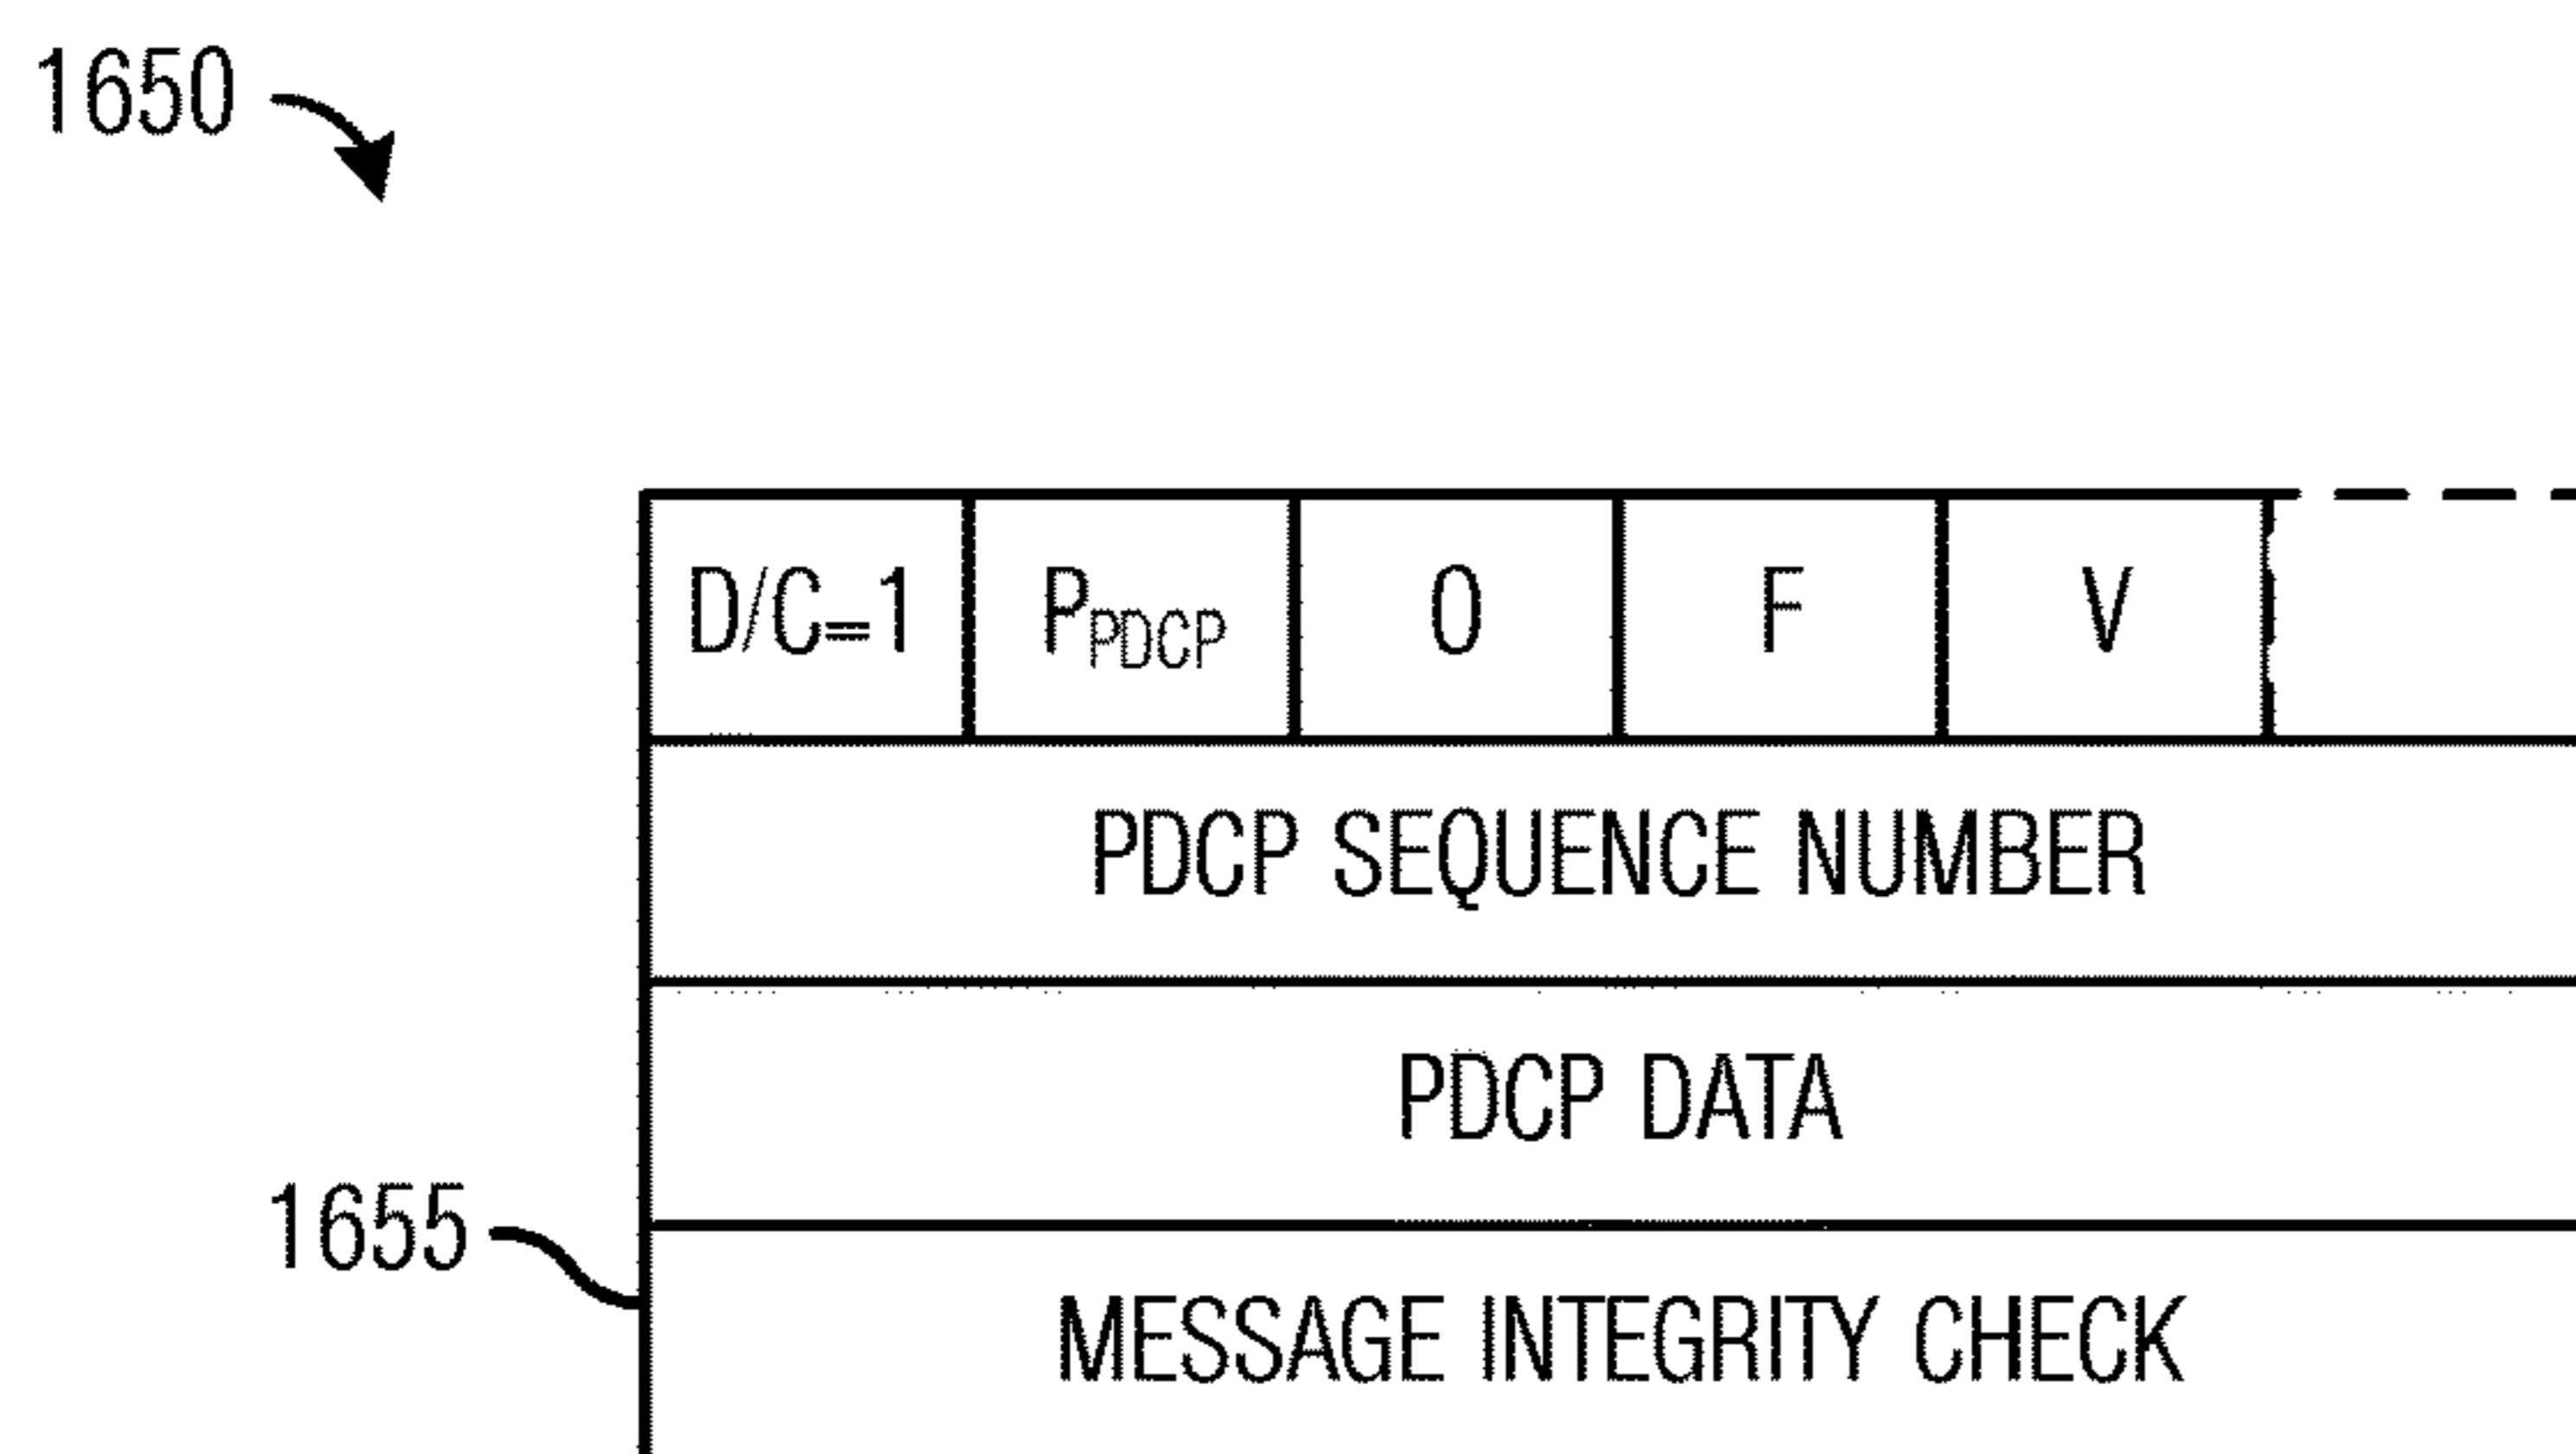 1650
D/C=1 PPDCP O F V
PDCP SEQUENCE NUMBER
PDCP DATA
1655
MESSAGE INTEGRITY CHECK